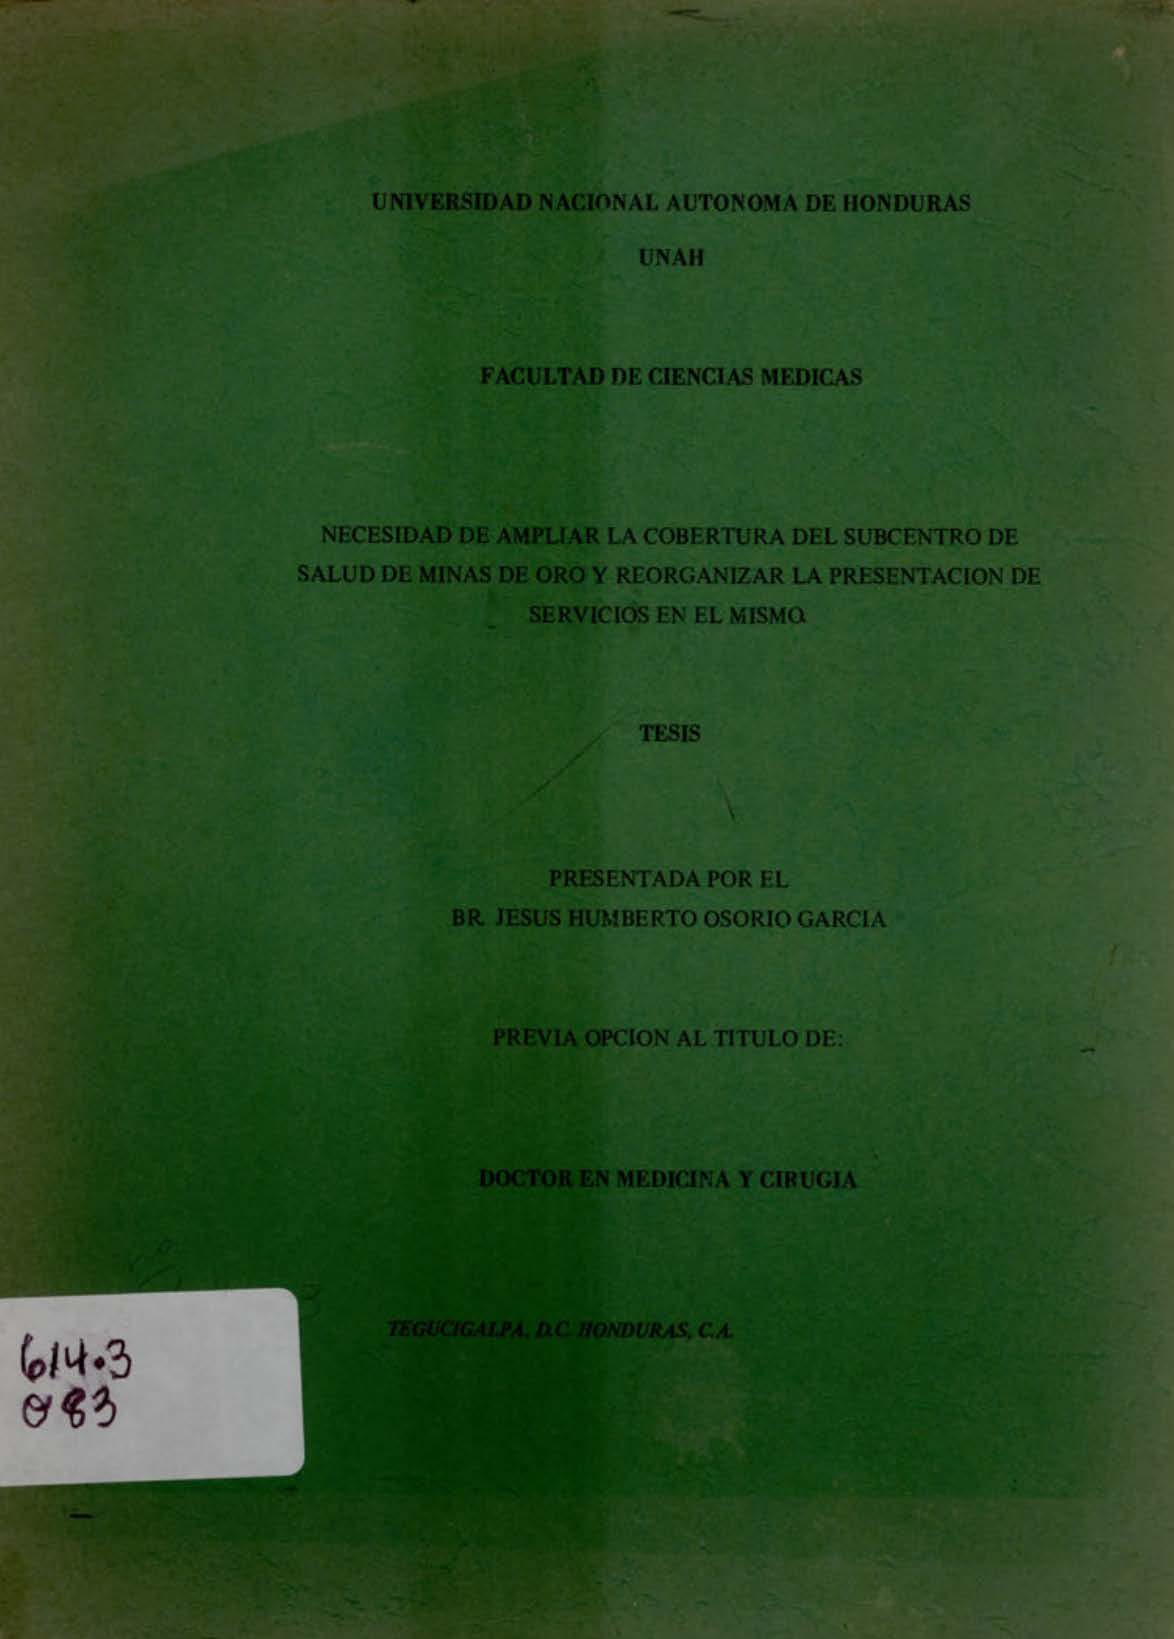 UNIVERSIDAD NACIONAL AUTONOMA DE HONDURAS
UNAH
FACULTAD DE CIENCIAS MEDICAS
NECESIDAD DE AMPLIAR LA COBERTURA DEL SUBCENTRO DE
SALUD DE MINAS DE ORO Y REORGANIZAR LA PRESENTACION DE
SERVICIOS EN EL MISMO.
TESIS
PRESENTADA POR EL
BR. JESUS HUMBERTO OSORIO GARCIA
PREVIA OPCION AL TITULO DE:
DOCTOR EN MEDICINA Y CIRUGIA
TEGUCIGALPA, D.C. HONDURAS, C.A.
614.3
O83